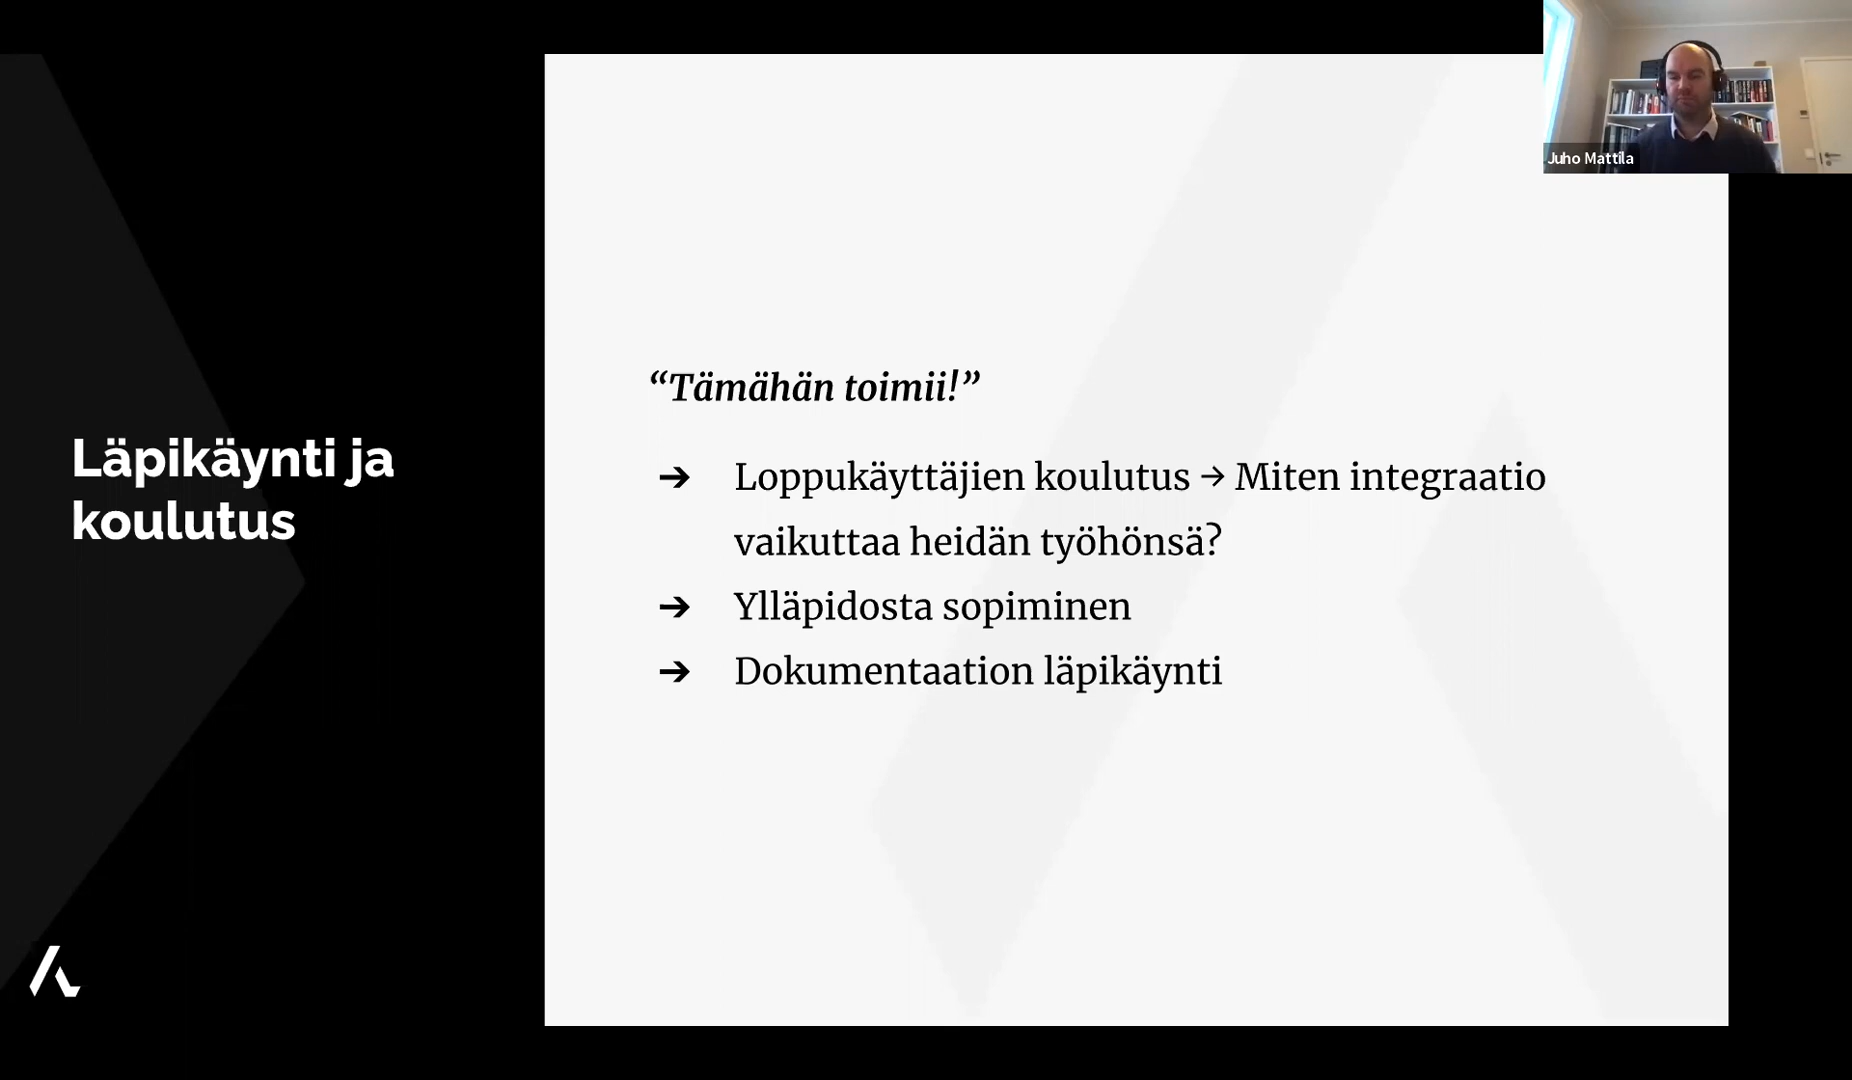 Läpikäynti ja
koulutus
“Tämähän toimii!”
➔ Loppukäyttäjien koulutus → Miten integraatio
vaikuttaa heidän työhönsä?
➔ Ylläpidosta sopiminen
➔ Dokumentaation läpikäynti
Juho Mattila